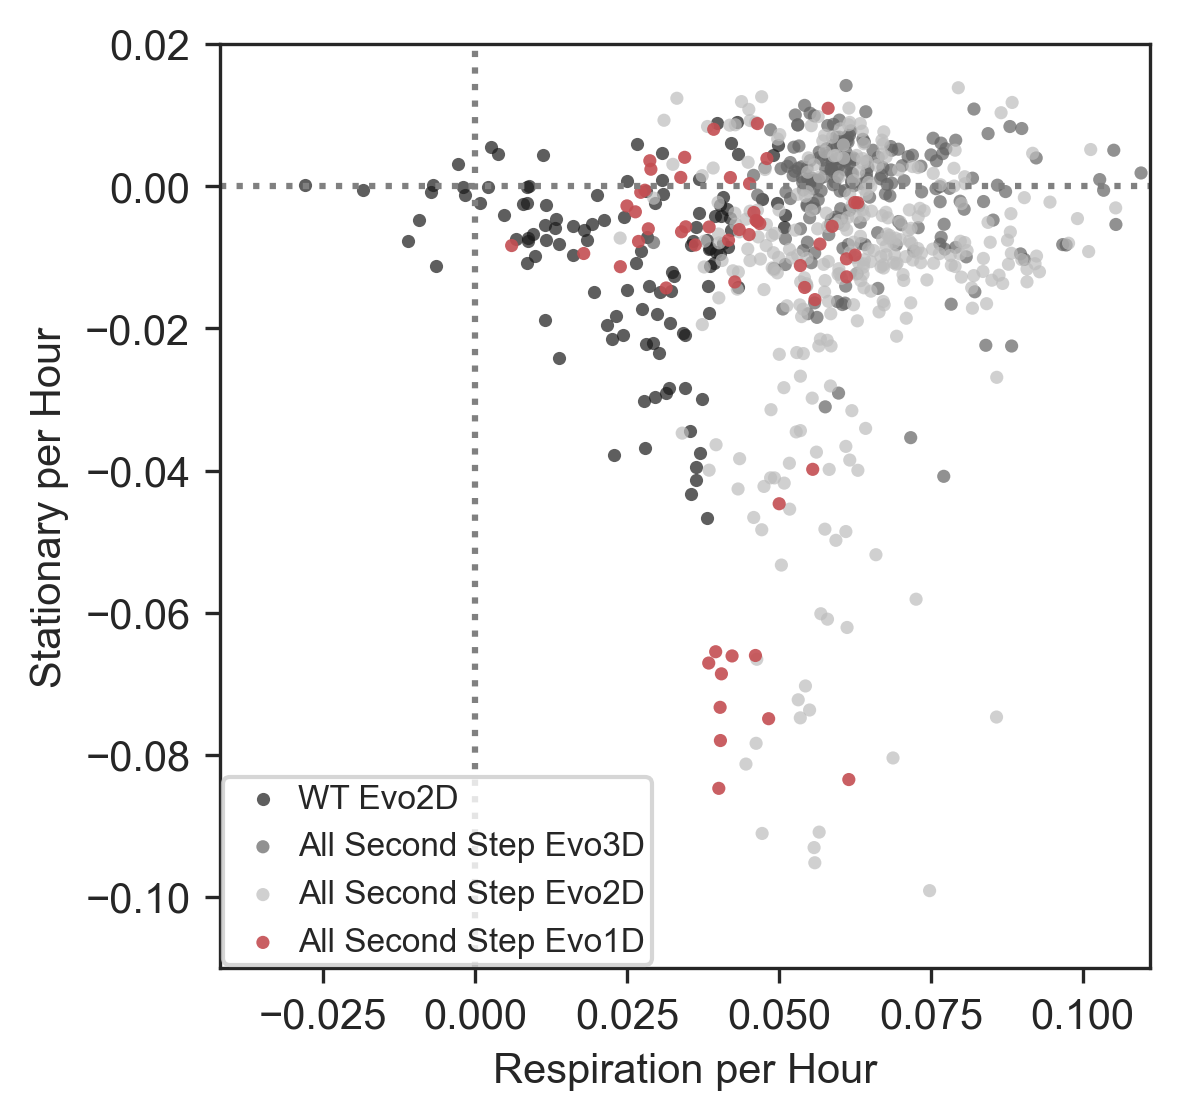 0.02
0.00
−0.02
−0.04
−0.06
−0.08
−0.10
Stationary per Hour
WT Evo2D
All Second Step Evo3D
All Second Step Evo2D
All Second Step Evo1D
−0.025 0.000 0.025 0.050 0.075 0.100
Respiration per Hour